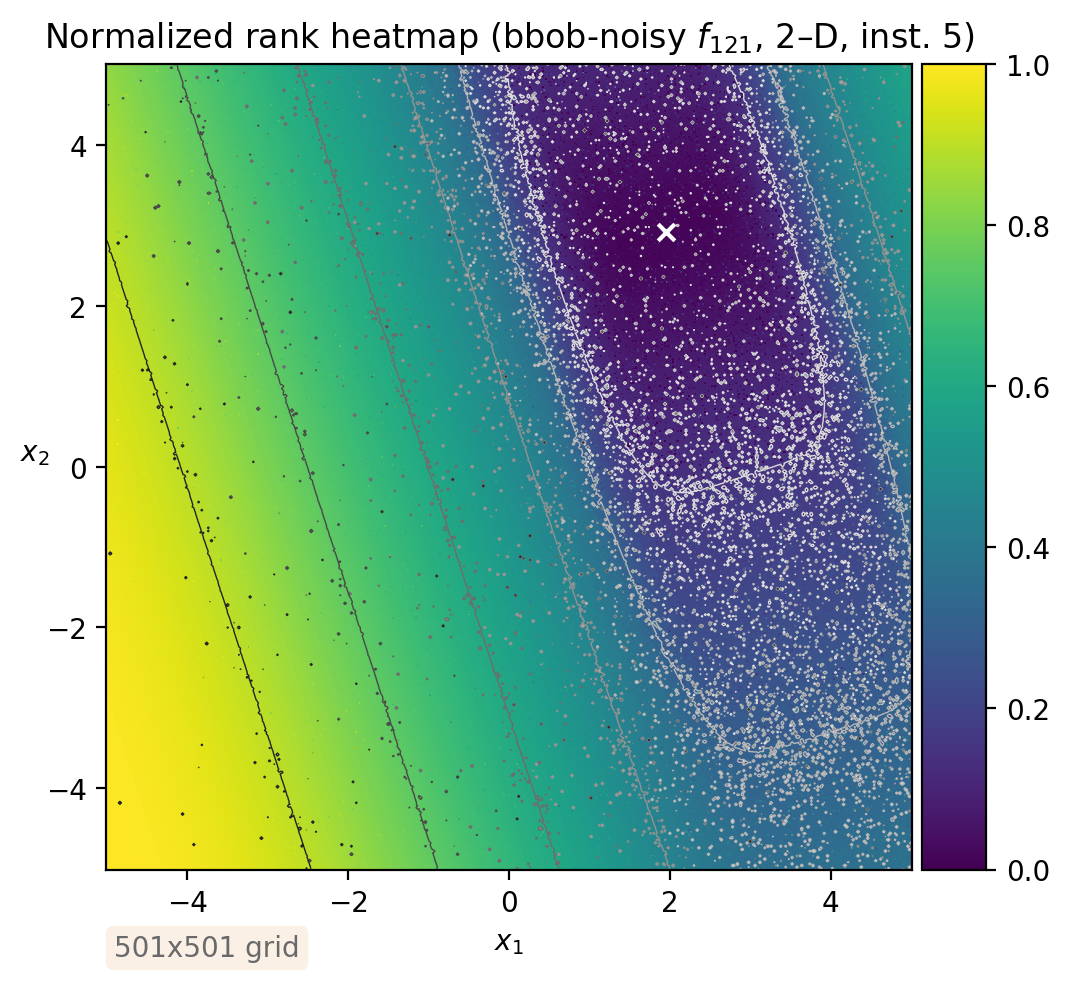 Normalized rank heatmap (bbob-noisy f₁₂₁, 2–D, inst. 5)
1.0
0.8
0.6
0.4
0.2
0.0
4
2
0
−2
−4
x₂
−4 −2 0 2 4
x₁
501x501 grid